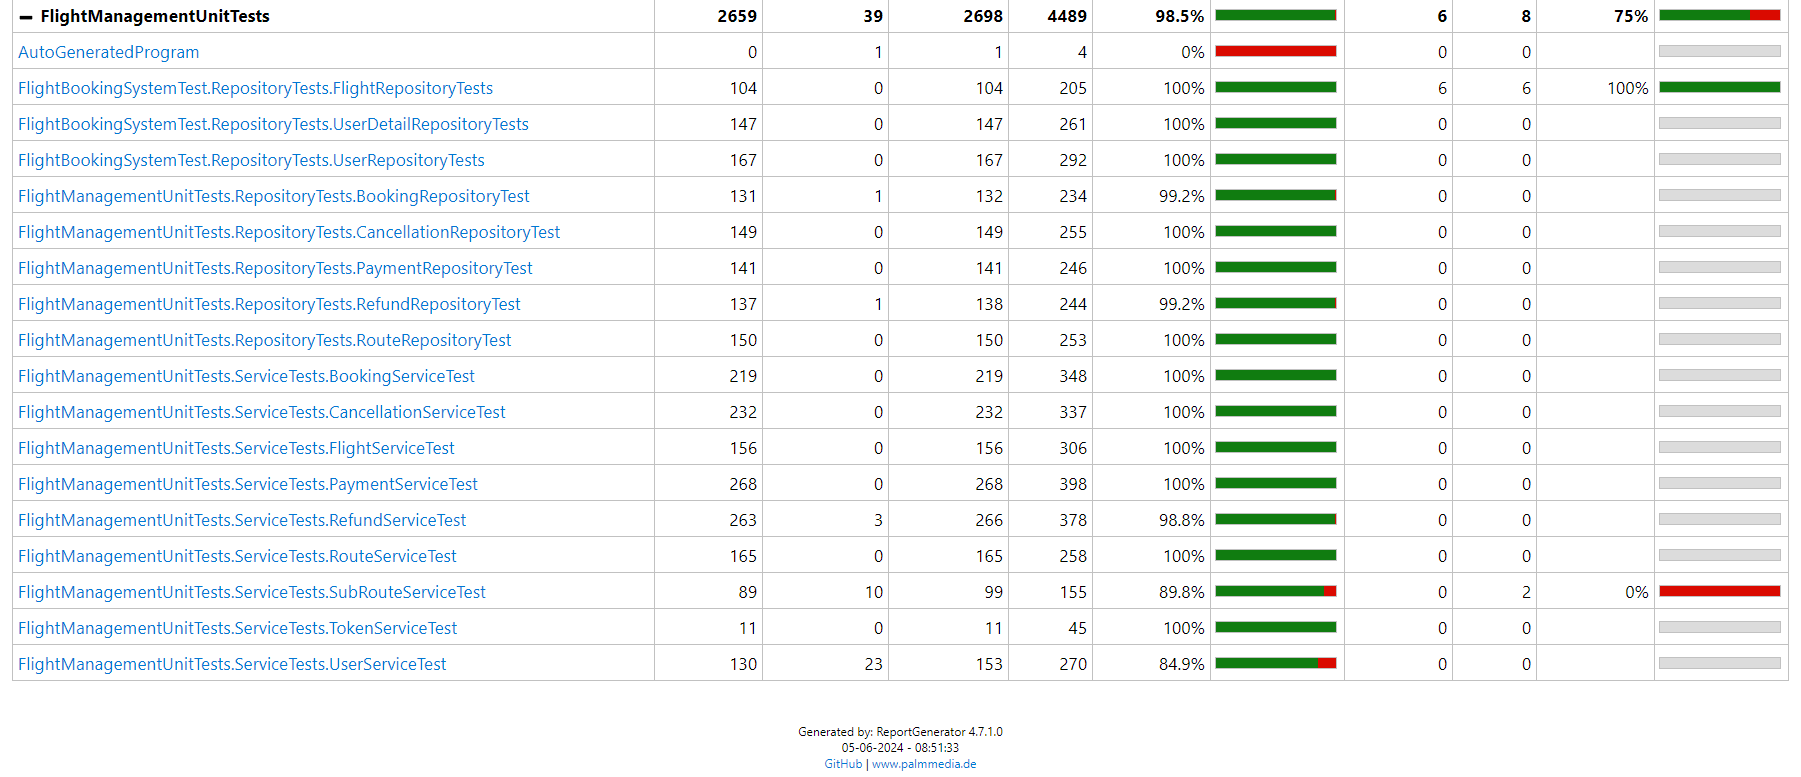 FlightManagementUnitTests 2659 39 2698 4489 98.5% 6 8 75%
AutoGeneratedProgram 0 1 1 4 0% 0 0
FlightBookingSystemTest.RepositoryTests.FlightRepositoryTests 104 0 104 205 100% 6 6 100%
FlightBookingSystemTest.RepositoryTests.UserDetailRepositoryTests 147 0 147 261 100% 0 0
FlightBookingSystemTest.RepositoryTests.UserRepositoryTests 167 0 167 292 100% 0 0
FlightManagementUnitTests.RepositoryTests.BookingRepositoryTest 131 1 132 234 99.2% 0 0
FlightManagementUnitTests.RepositoryTests.CancellationRepositoryTest 149 0 149 255 100% 0 0
FlightManagementUnitTests.RepositoryTests.PaymentRepositoryTest 141 0 141 246 100% 0 0
FlightManagementUnitTests.RepositoryTests.RefundRepositoryTest 137 1 138 244 99.2% 0 0
FlightManagementUnitTests.RepositoryTests.RouteRepositoryTest 150 0 150 253 100% 0 0
FlightManagementUnitTests.ServiceTests.BookingServiceTest 219 0 219 348 100% 0 0
FlightManagementUnitTests.ServiceTests.CancellationServiceTest 232 0 232 337 100% 0 0
FlightManagementUnitTests.ServiceTests.FlightServiceTest 156 0 156 306 100% 0 0
FlightManagementUnitTests.ServiceTests.PaymentServiceTest 268 0 268 398 100% 0 0
FlightManagementUnitTests.ServiceTests.RefundServiceTest 263 3 266 378 98.8% 0 0
FlightManagementUnitTests.ServiceTests.RouteServiceTest 165 0 165 258 100% 0 0
FlightManagementUnitTests.ServiceTests.SubRouteServiceTest 89 10 99 155 89.8% 0 2 0%
FlightManagementUnitTests.ServiceTests.TokenServiceTest 11 0 11 45 100% 0 0
FlightManagementUnitTests.ServiceTests.UserServiceTest 130 23 153 270 84.9% 0 0
Generated by: ReportGenerator 4.7.1.0
05-06-2024 - 08:51:33
GitHub | www.palmmedia.de